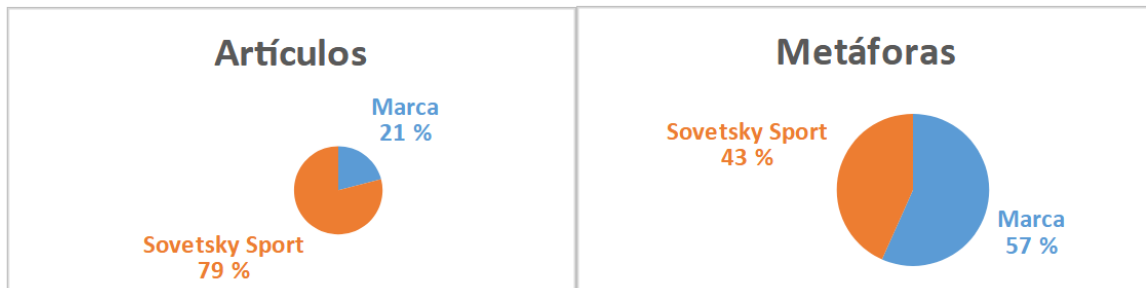 Artículos
Marca
21 %
Sovetsky Sport
79 %
Metáforas
Sovetsky Sport
43 %
Marca
57 %